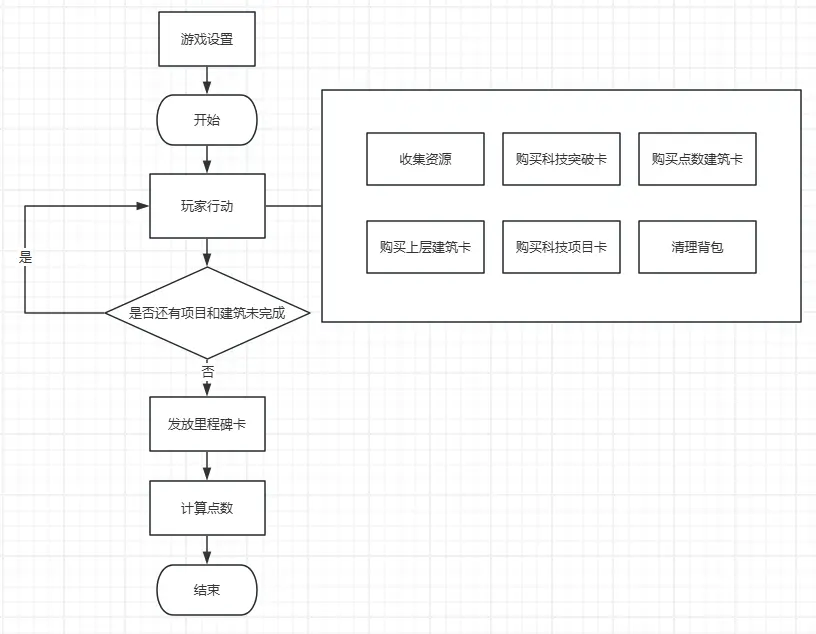 游戏设置
开始
玩家行动
收集资源
购买科技突破卡
购买点数建筑卡
购买上层建筑卡
购买科技项目卡
清理背包
是
是否还有项目和建筑未完成
否
发放里程碑卡
计算点数
结束